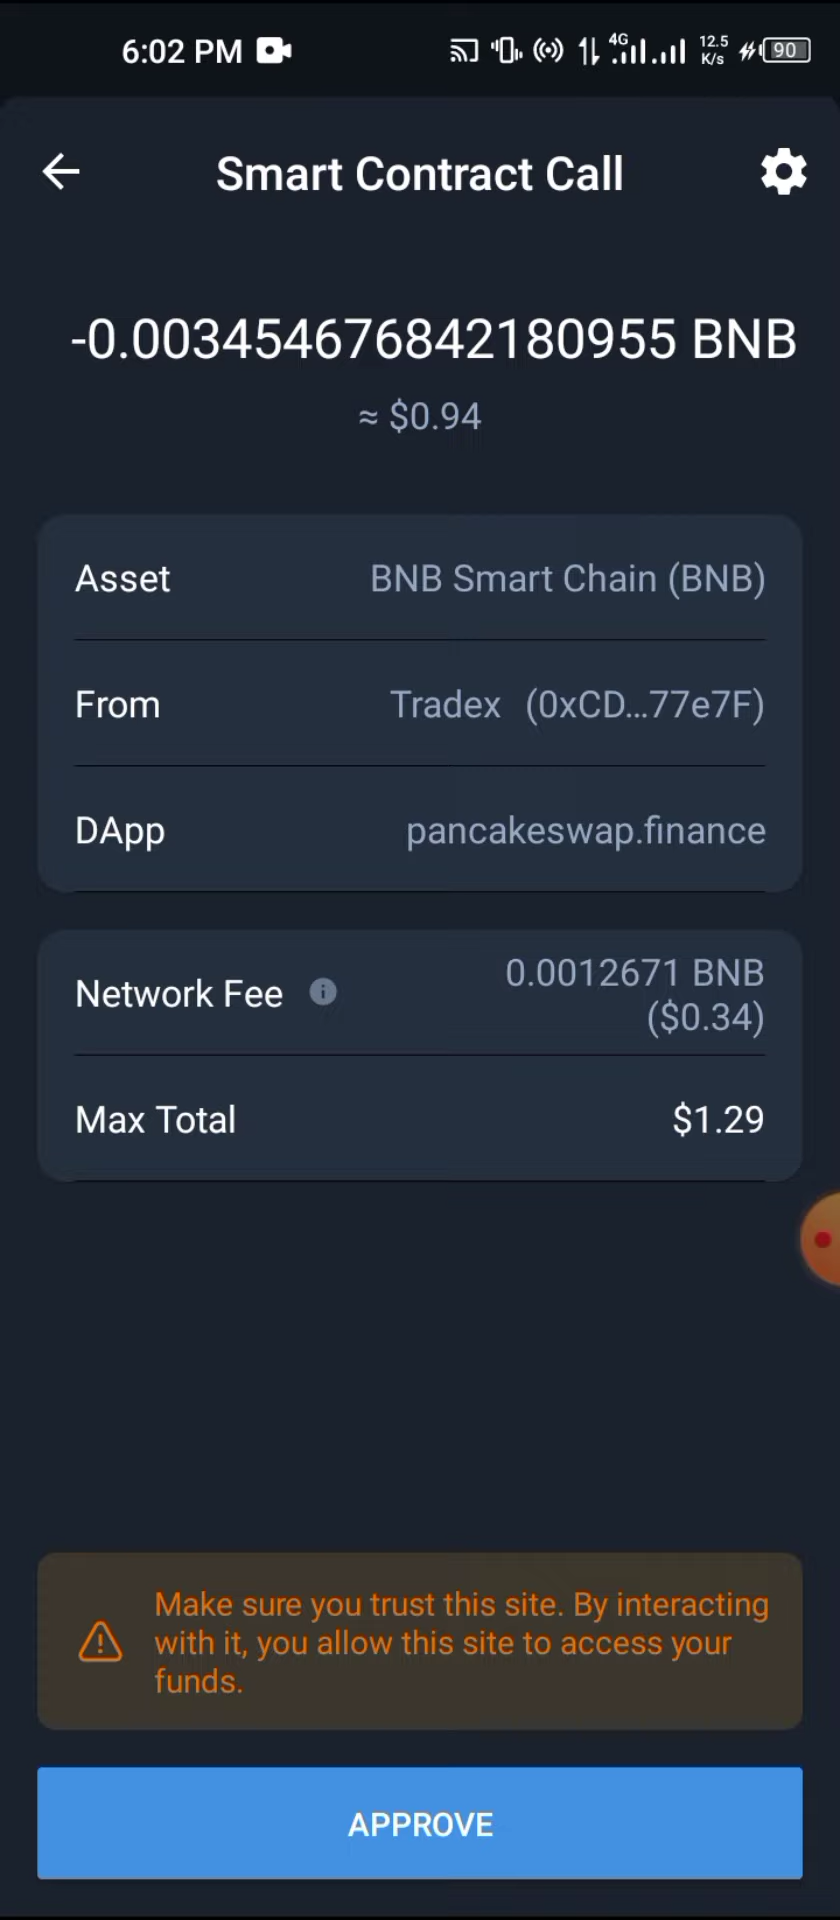 6:02 PM
4G
12.5
K/s
90
Smart Contract Call
-0.003454676842180955 BNB
≈ $0.94
Asset BNB Smart Chain (BNB)
From Tradex (0xCD...77e7F)
DApp pancakeswap.finance
Network Fee 0.0012671 BNB
($0.34)
Max Total $1.29
Make sure you trust this site. By interacting
with it, you allow this site to access your
funds.
APPROVE